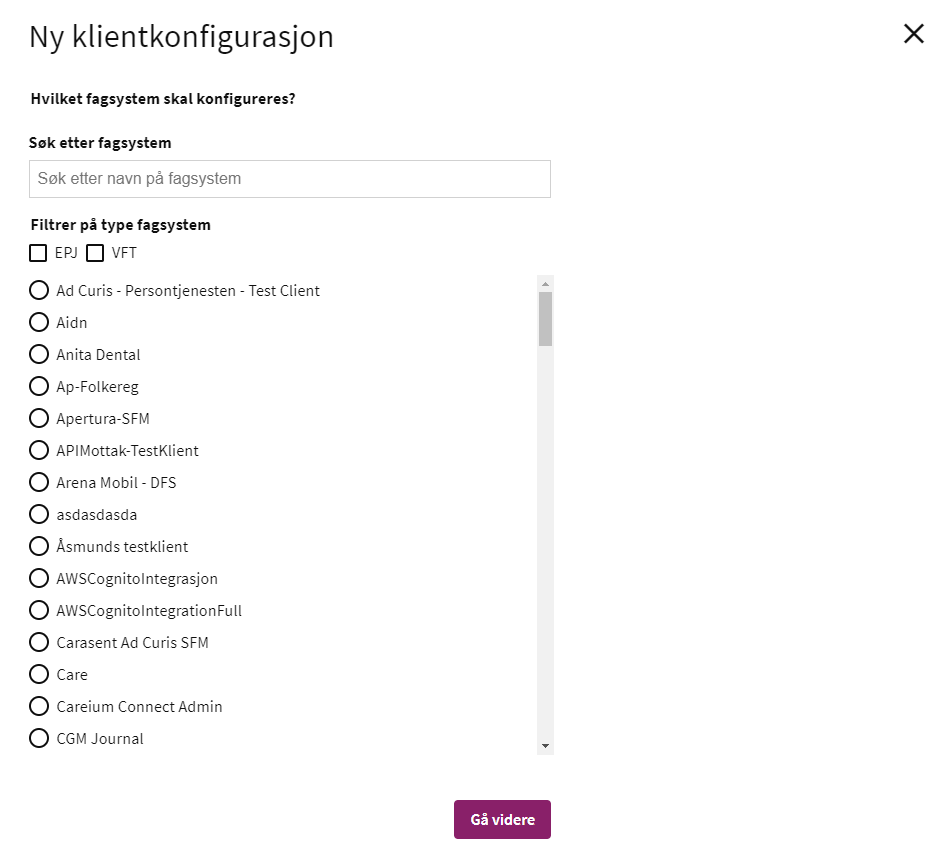 Ny klientkonfigurasjon
Hvilket fagsystem skal konfigureres?
Søk etter fagsystem
Søk etter navn på fagsystem
Filtrer på type fagsystem
EPJ VFT
Ad Curis - Persontjenesten - Test Client
Aidn
Anita Dental
Ap-Folkereg
Apertura-SFM
APIMottak-TestKlient
Arena Mobil - DFS
asdasdasda
Åsmunds testklient
AWSCognitoIntegrasjon
AWSCognitoIntegrationFull
Carasent Ad Curis SFM
Care
Careium Connect Admin
CGM Journal
Gå videre